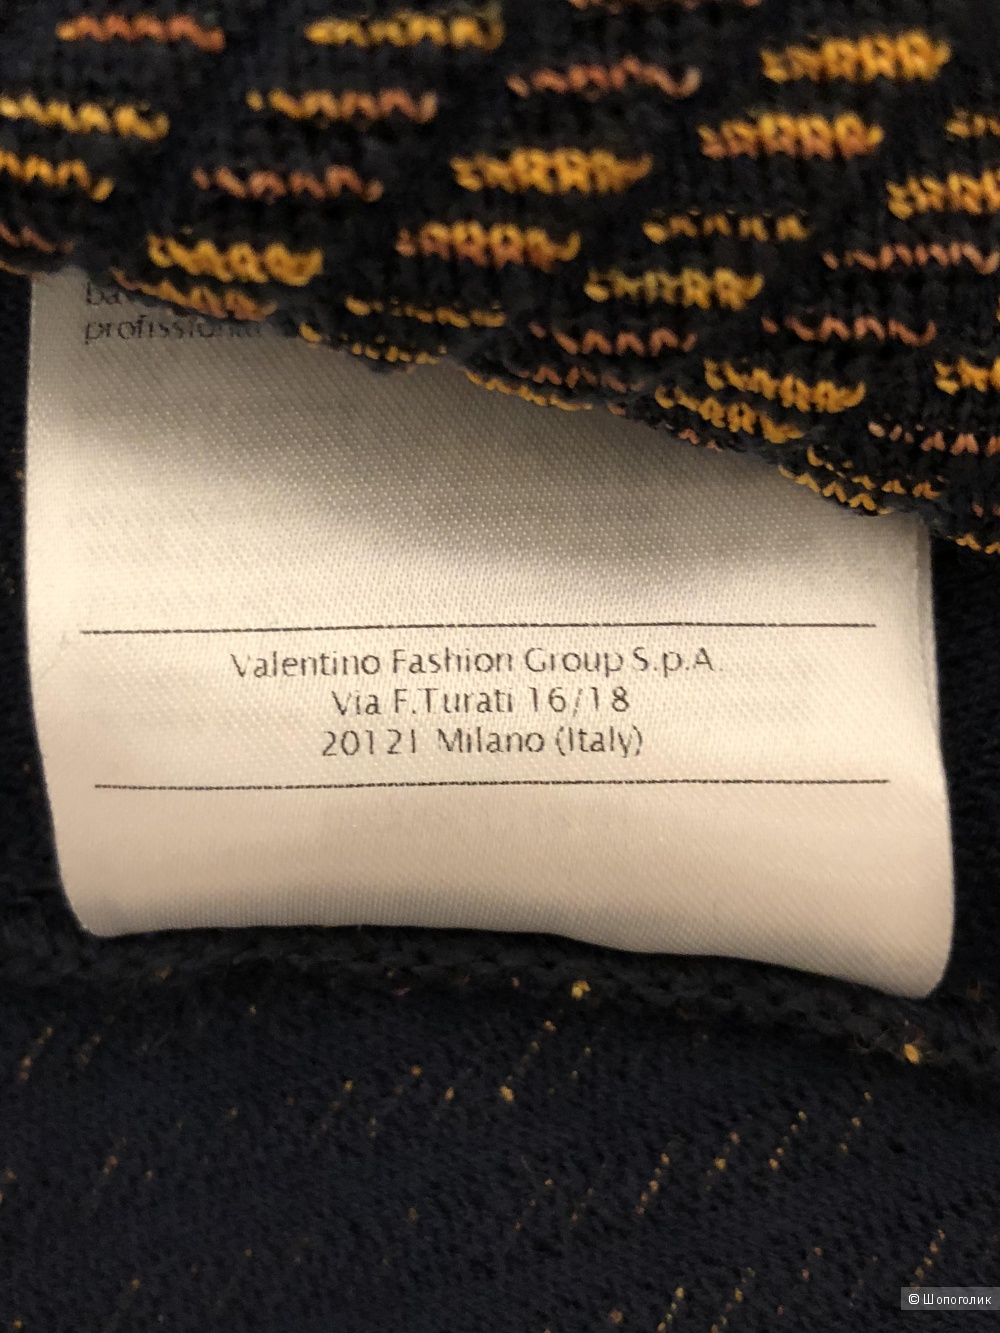 Valentino Fashion Group S.p.A.
Via F.Turati 16/18
20121 Milano (Italy)
© Шопоголик